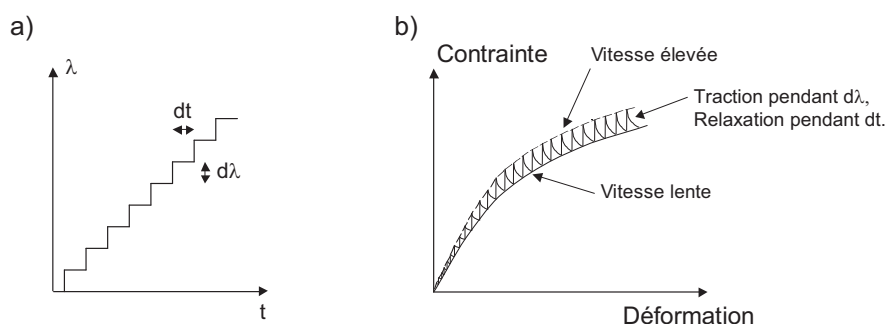 a)
λ
dt
dλ
t
b)
Contrainte
Vitesse élevée
Traction pendant dλ,
Relaxation pendant dt.
Vitesse lente
Déformation